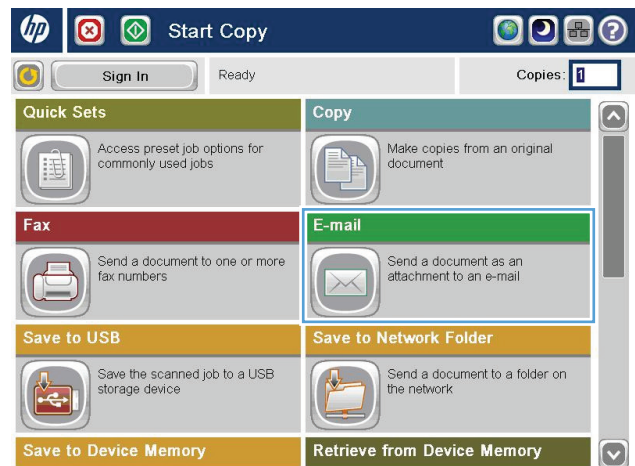 hp Start Copy ?
Sign In Ready Copies: 1
Quick Sets
Access preset job options for
commonly used jobs
Copy
Make copies from an original
document
Fax
Send a document to one or more
fax numbers
E-mail
Send a document as an
attachment to an e-mail
Save to USB
Save the scanned job to a USB
storage device
Save to Network Folder
Send a document to a folder on
the network
Save to Device Memory
Retrieve from Device Memory